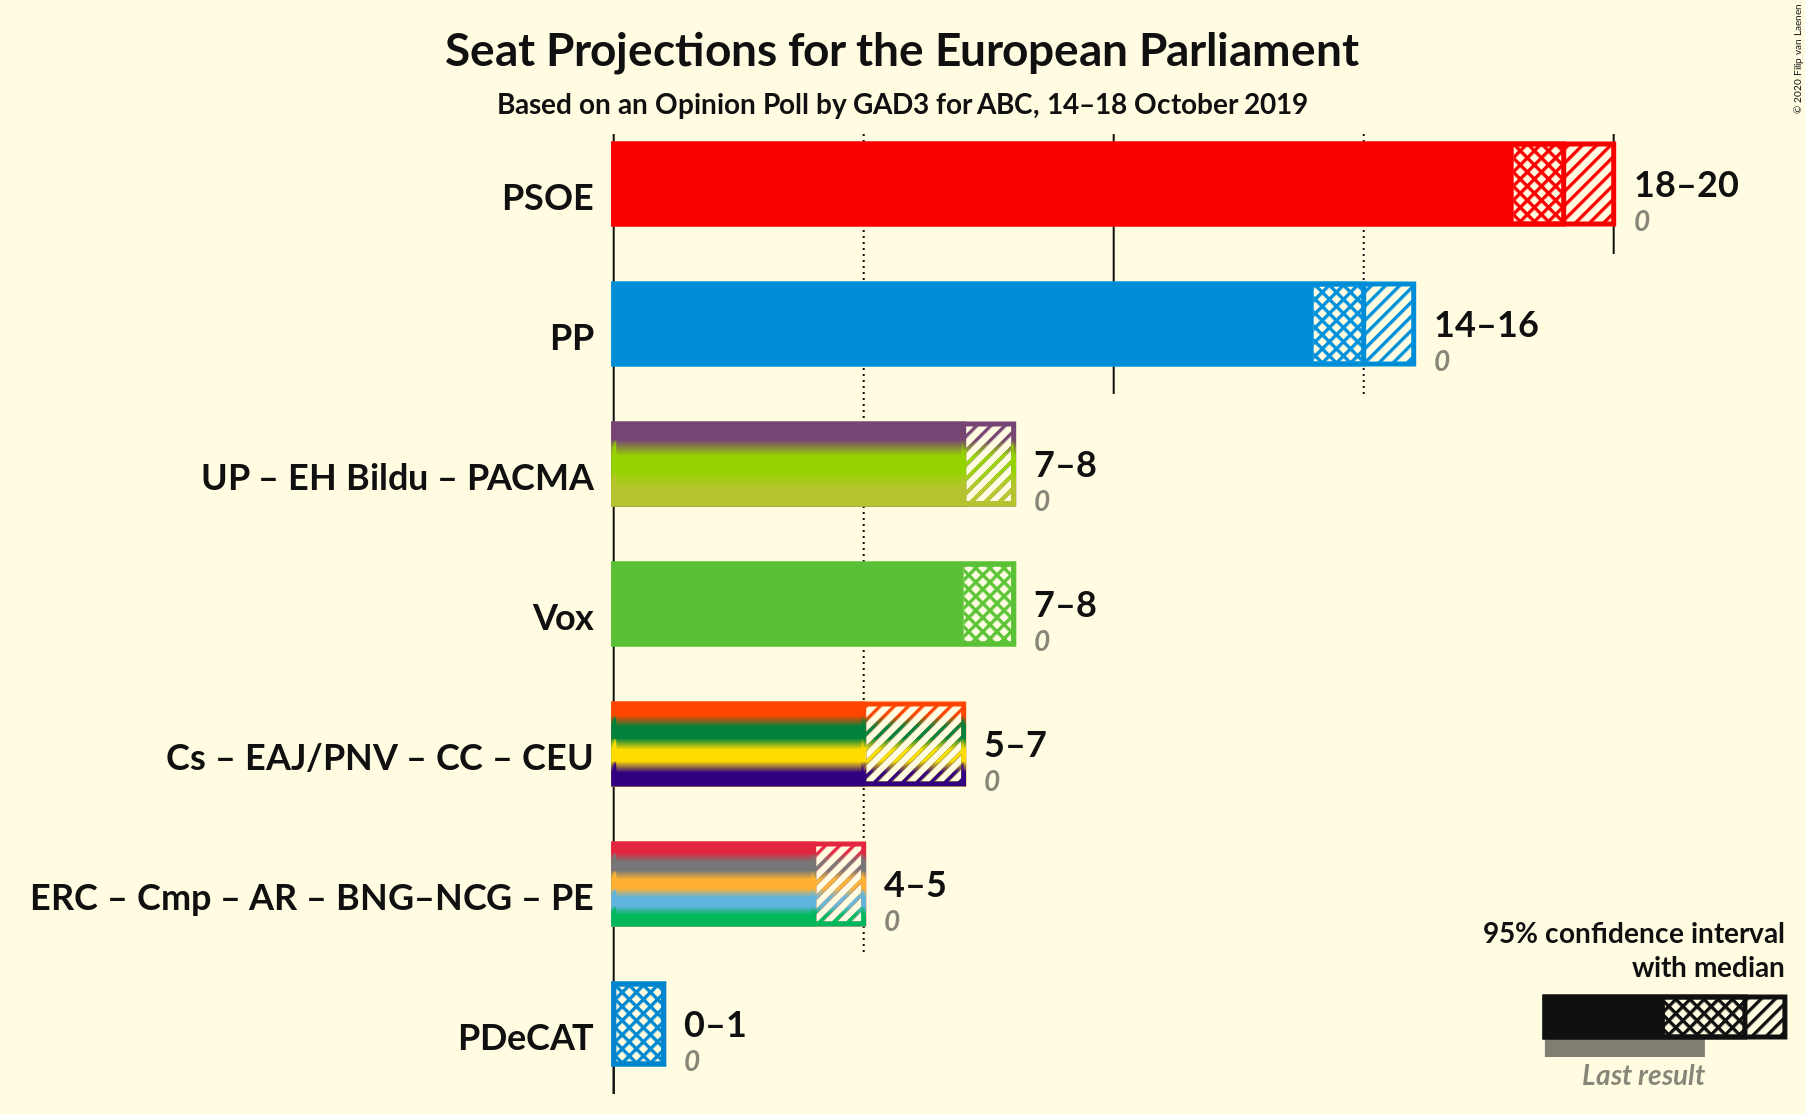 Seat Projections for the European Parliament
Based on an Opinion Poll by GAD3 for ABC, 14–18 October 2019
© 2020 Filip van Laenen
PSOE
18–20
0
PP
14–16
0
UP – EH Bildu – PACMA
7–8
0
Vox
7–8
0
Cs – EAJ/PNV – CC – CEU
5–7
0
ERC – Cmp – AR – BNG–NCG – PE
4–5
0
PDeCAT
0–1
0
95% confidence interval
with median
Last result